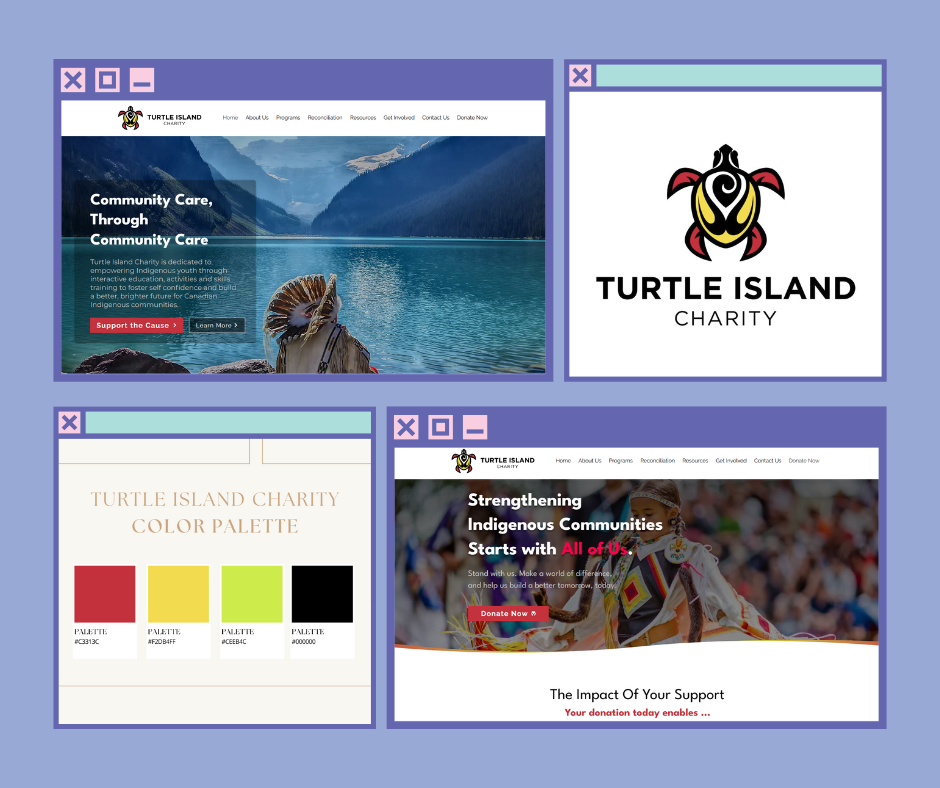 TURTLE ISLAND
CHARITY
Home About Us Programs Reconciliation Resources Get Involved Contact Us Donate Now
Community Care,
Through
Community Care
Turtle Island Charity is dedicated to
empowering Indigenous youth through
interactive education, activities and skills
training to foster self confidence and build
a better, brighter future for Canadian
indigenous communities.
Support the Cause
Learn More
TURTLE ISLAND
CHARITY
TURTLE ISLAND CHARITY
COLOR PALETTE
PALETTE PALETTE PALETTE PALETTE
#C3313C #F2DB4FF #CEEB4C #000000
TURTLE ISLAND
CHARITY
Home About Us Programs Reconciliation Resources Get Involved Contact Us Donate Now
Strengthening
Indigenous Communities
Starts with All of Us.
Stand with us. Make a world of difference,
and help us build a better tomorrow, today.
Donate Now
The Impact Of Your Support
Your donation today enables ...